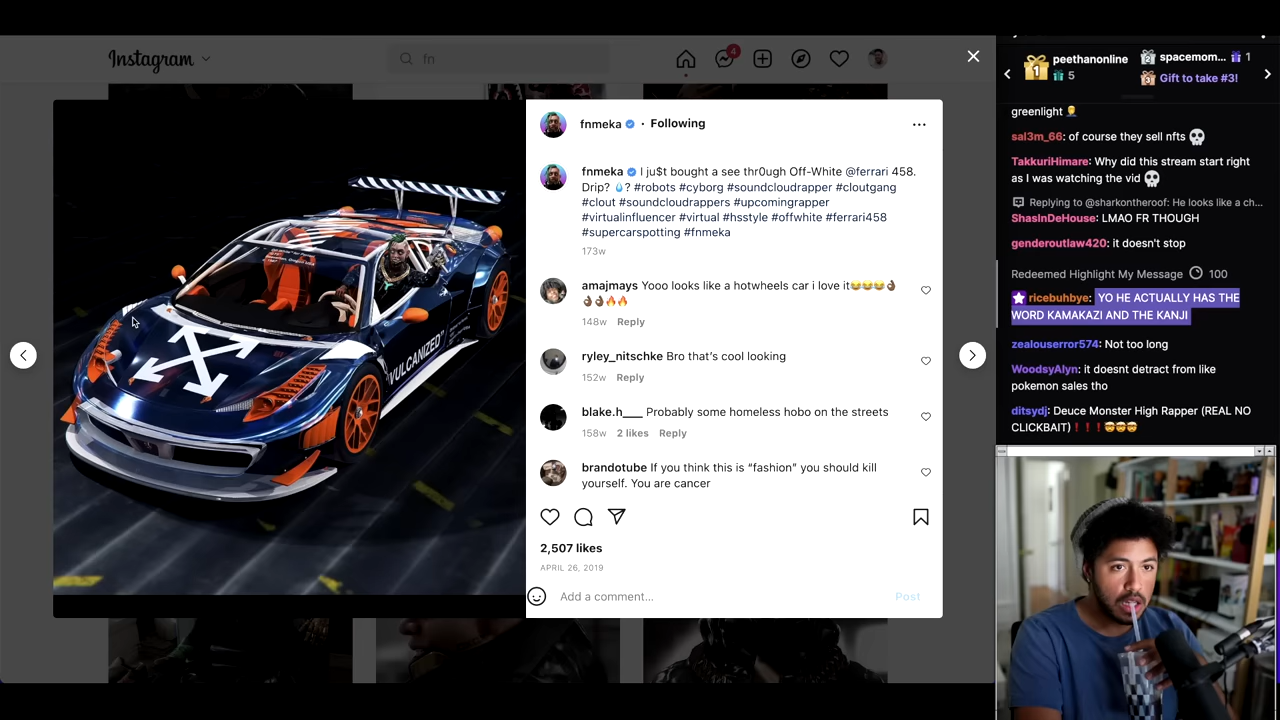 Instagram
fn
4
fnmeka • Following
fnmeka I ju$t bought a see thr0ugh Off-White @ferrari 458.
Drip? 💧? #robots #cyborg #soundcloudrapper #cloutgang
#clout #soundcloudrappers #upcomingrapper
#virtualinfluencer #virtual #hsstyle #offwhite #ferrari458
#supercarspotting #fnmeka
173w
amajmays Yooo looks like a hotwheels car i love it😂😂😂👌🏾
👌🏾👌🏾🔥🔥
148w Reply
ryley_nitschke Bro that's cool looking
152w Reply
blake.h___ Probably some homeless hobo on the streets
158w 2 likes Reply
brandotube If you think this is "fashion" you should kill
yourself. You are cancer
2,507 likes
APRIL 26, 2019
Add a comment... Post
VULCANIZED"
1
peethanonline
5
spacemom... 1
Gift to take #3!
greenlight
sal3m_66: of course they sell nfts 💀
TakkuriHimare: Why did this stream start right
as I was watching the vid 💀
Replying to @sharkontheroof: He looks like a ch...
ShasInDeHouse: LMAO FR THOUGH
genderoutlaw420: it doesn't stop
Redeemed Highlight My Message 100
ricebuhbye: YO HE ACTUALLY HAS THE
WORD KAMAKAZI AND THE KANJI
zealouserror574: Not too long
WoodsyAlyn: it doesnt detract from like
pokemon sales tho
ditsydj: Deuce Monster High Rapper (REAL NO
CLICKBAIT)❗❗❗🤯🤯🤯